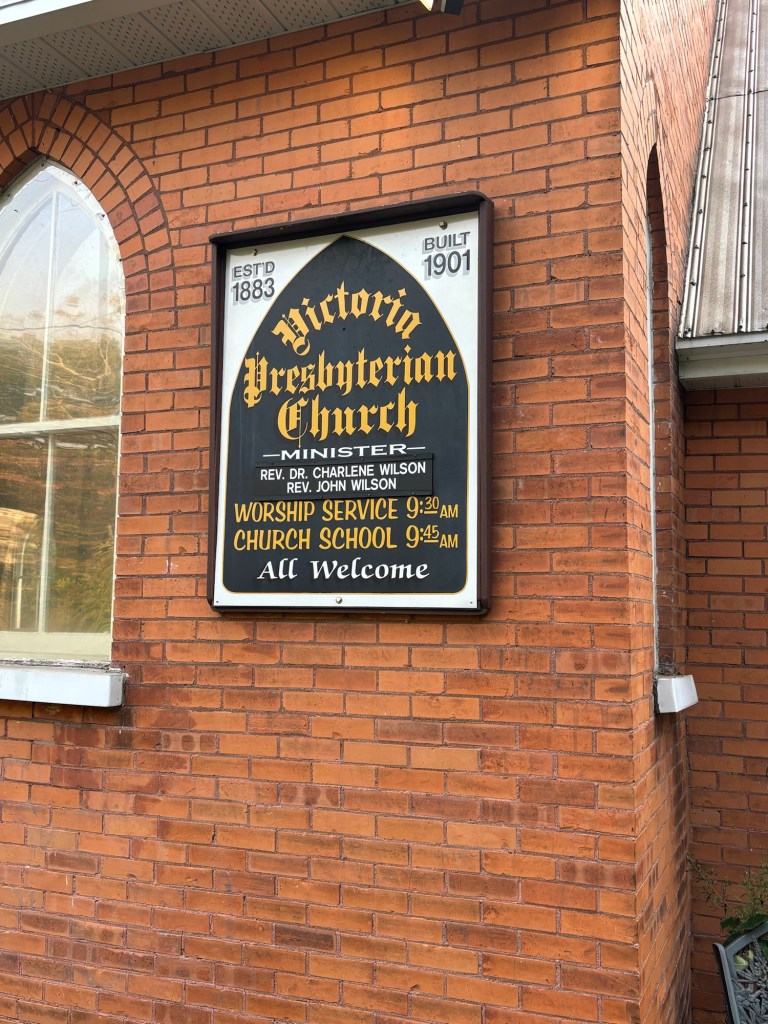 EST'D
1883
BUILT
1901
Victoria
Presbyterian
Church
MINISTER
REV. DR. CHARLENE WILSON
REV. JOHN WILSON
WORSHIP SERVICE 9:30 AM
CHURCH SCHOOL 9:45 AM
All Welcome